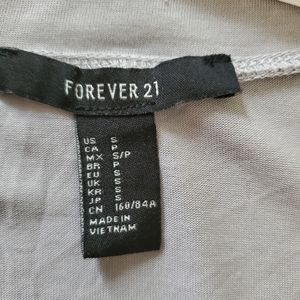 FOREVER 21
US S
CA P
MX S/P
BR P
EU S
UK S
KR S
JP S
CN 160/84A
MADE IN
VIETNAM